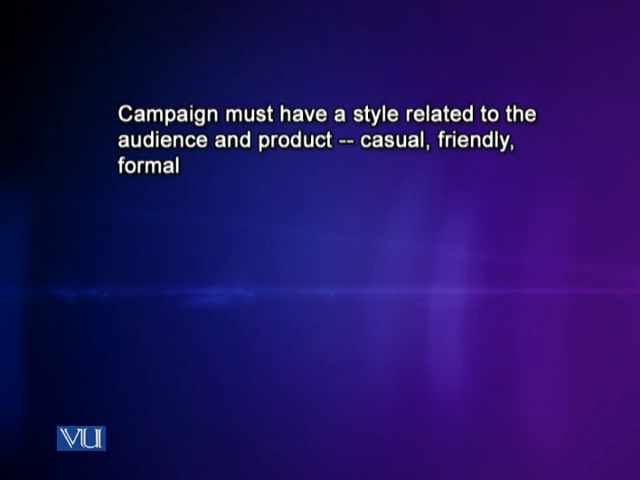 Campaign must have a style related to the
audience and product -- casual, friendly,
formal
VU